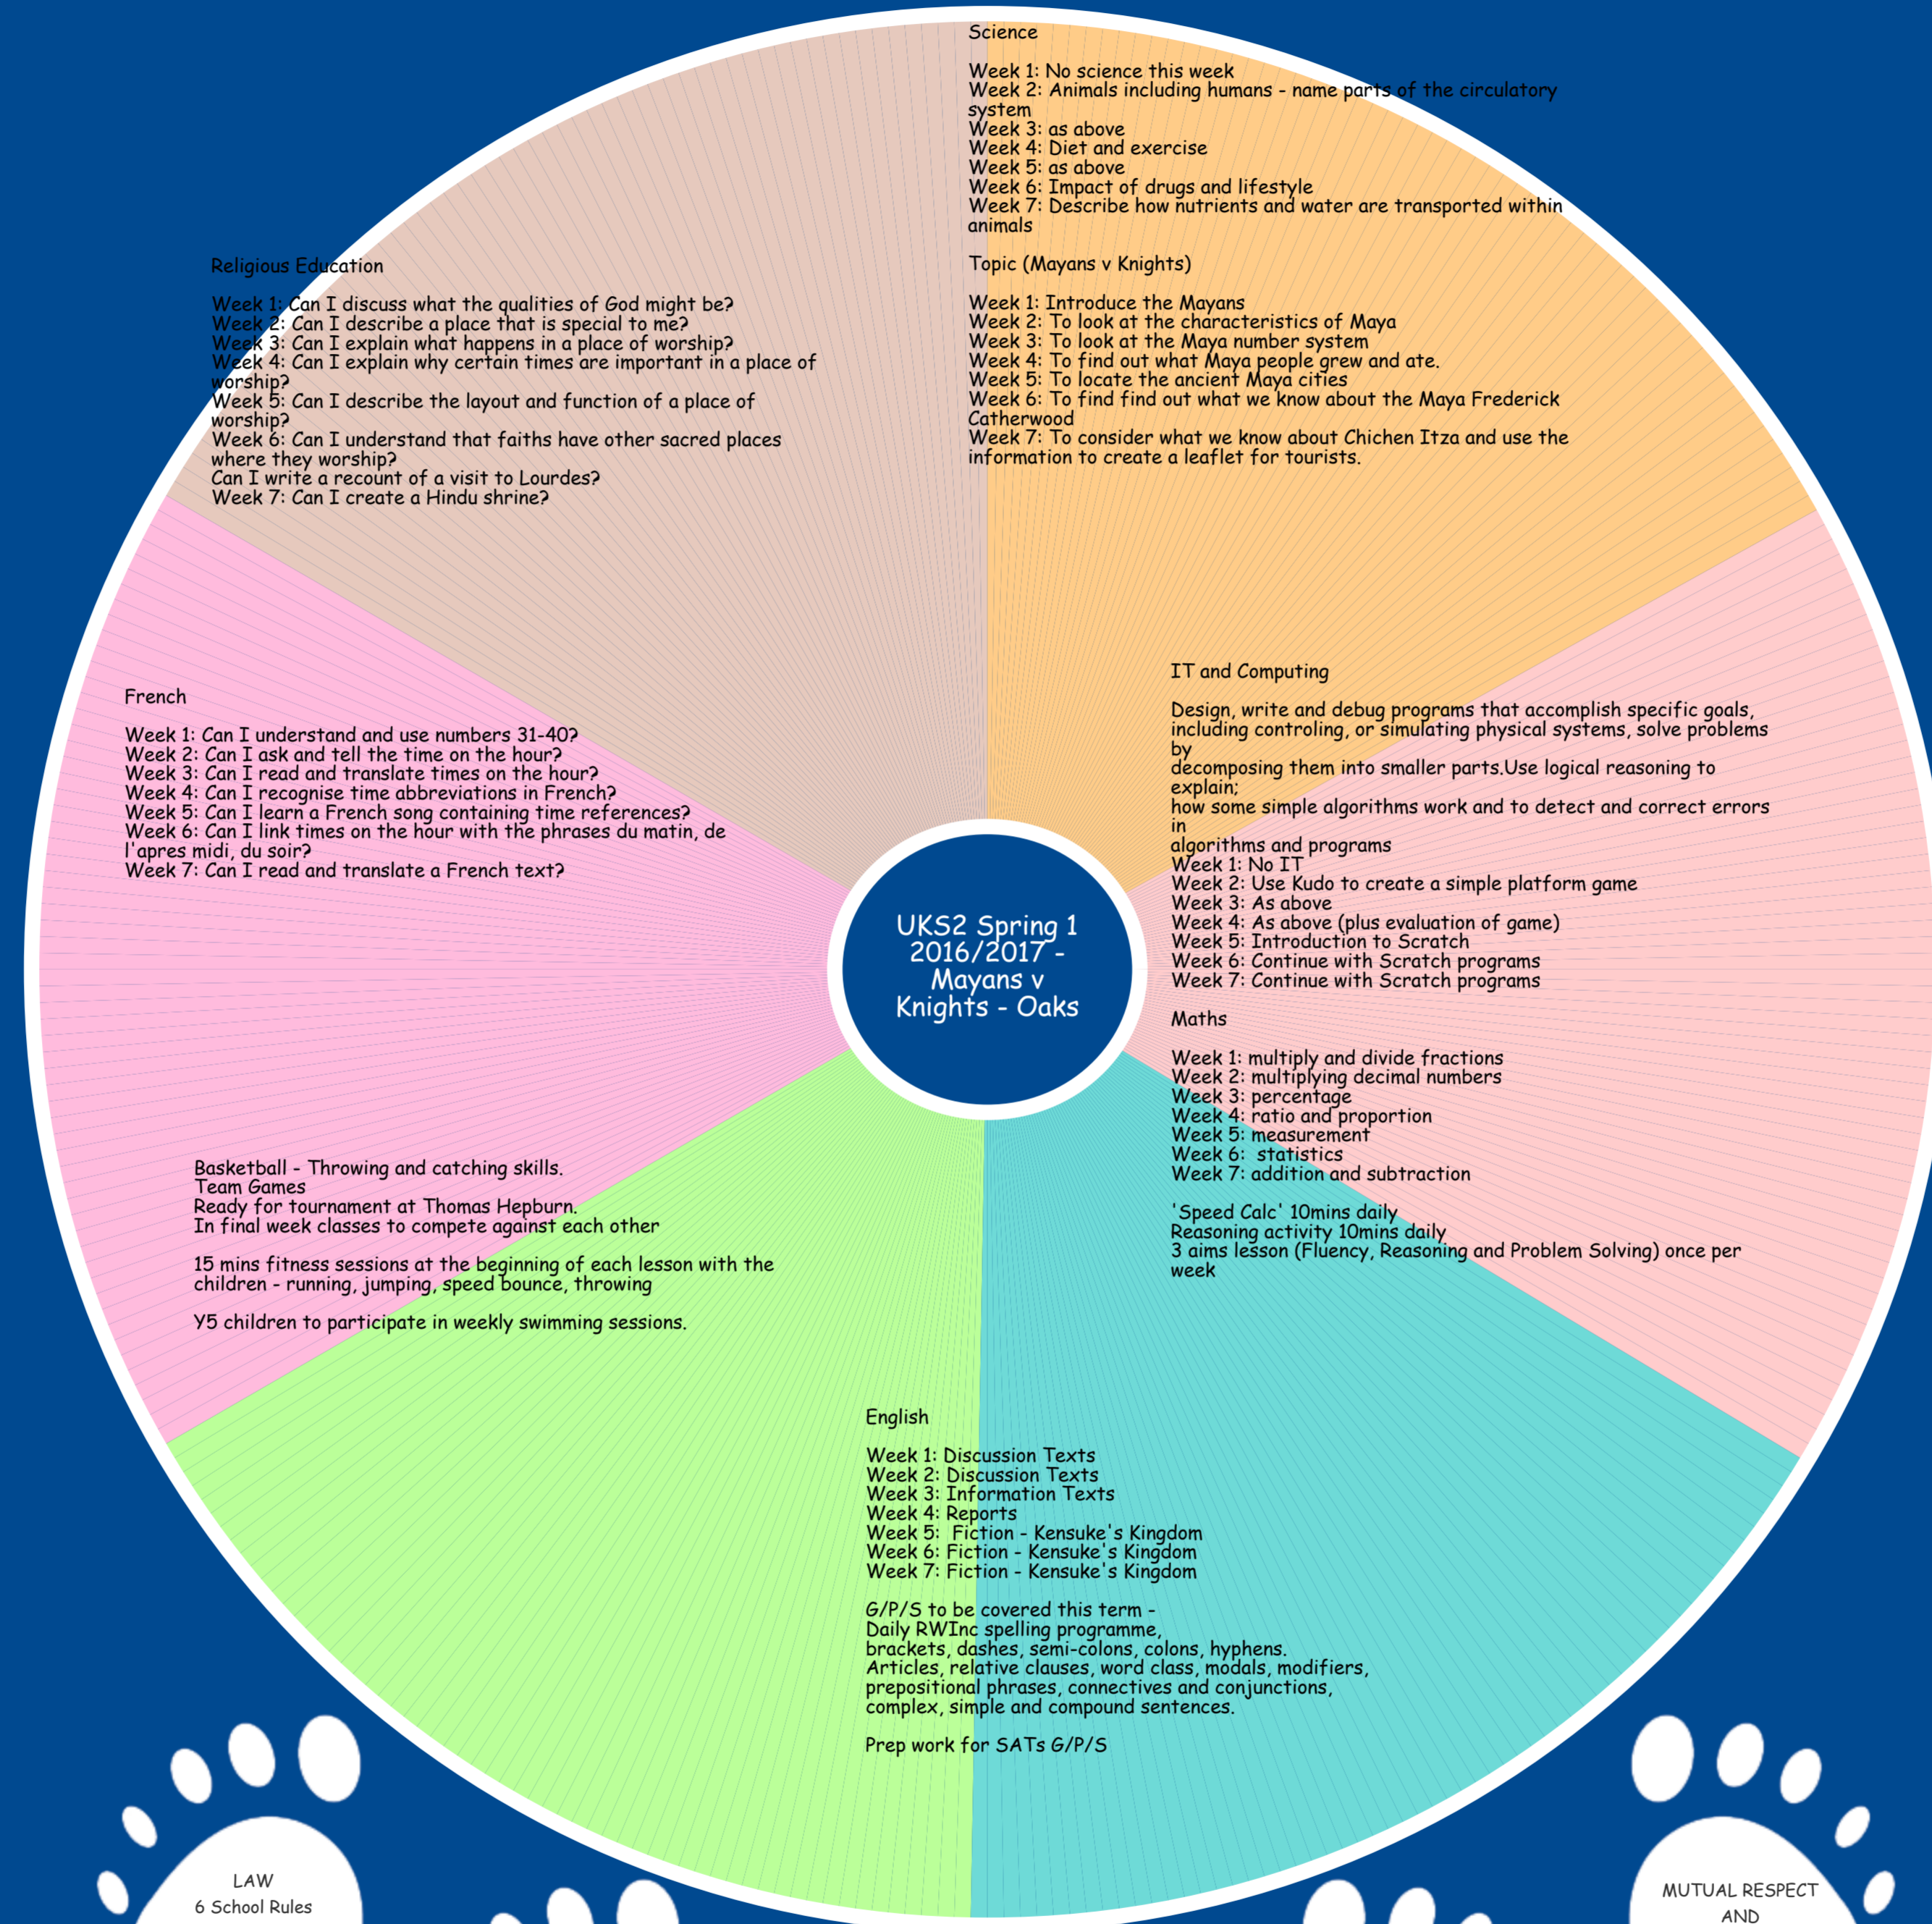 Science
Week 1: No science this week
Week 2: Animals including humans - name parts of the circulatory
system
Week 3: as above
Week 4: Diet and exercise
Week 5: as above
Week 6: Impact of drugs and lifestyle
Week 7: Describe how nutrients and water are transported within
animals
Topic (Mayans v Knights)
Week 1: Introduce the Mayans
Week 2: To look at the characteristics of Maya
Week 3: To look at the Maya number system
Week 4: To find out what Maya people grew and ate.
Week 5: To locate the ancient Maya cities
Week 6: To find find out what we know about the Maya Frederick
Catherwood
Week 7: To consider what we know about Chichen Itza and use the
information to create a leaflet for tourists.
Religious Education
Week 1: Can I discuss what the qualities of God might be?
Week 2: Can I describe a place that is special to me?
Week 3: Can I explain what happens in a place of worship?
Week 4: Can I explain why certain times are important in a place of
worship?
Week 5: Can I describe the layout and function of a place of
worship?
Week 6: Can I understand that faiths have other sacred places
where they worship?
Can I write a recount of a visit to Lourdes?
Week 7: Can I create a Hindu shrine?
IT and Computing
Design, write and debug programs that accomplish specific goals,
including controling, or simulating physical systems, solve problems
by
decomposing them into smaller parts.Use logical reasoning to
explain;
how some simple algorithms work and to detect and correct errors
in
algorithms and programs
Week 1: No IT
Week 2: Use Kudo to create a simple platform game
Week 3: As above
Week 4: As above (plus evaluation of game)
Week 5: Introduction to Scratch
Week 6: Continue with Scratch programs
Week 7: Continue with Scratch programs
Maths
Week 1: multiply and divide fractions
Week 2: multiplying decimal numbers
Week 3: percentage
Week 4: ratio and proportion
Week 5: measurement
Week 6:  statistics
Week 7: addition and subtraction
'Speed Calc' 10mins daily
Reasoning activity 10mins daily
3 aims lesson (Fluency, Reasoning and Problem Solving) once per
week
French
Week 1: Can I understand and use numbers 31-40?
Week 2: Can I ask and tell the time on the hour?
Week 3: Can I read and translate times on the hour?
Week 4: Can I recognise time abbreviations in French?
Week 5: Can I learn a French song containing time references?
Week 6: Can I link times on the hour with the phrases du matin, de
l'apres midi, du soir?
Week 7: Can I read and translate a French text?
UKS2 Spring 1
2016/2017 -
Mayans v
Knights - Oaks
Basketball - Throwing and catching skills.
Team Games
Ready for tournament at Thomas Hepburn.
In final week classes to compete against each other
15 mins fitness sessions at the beginning of each lesson with the
children - running, jumping, speed bounce, throwing
Y5 children to participate in weekly swimming sessions.
English
Week 1: Discussion Texts
Week 2: Discussion Texts
Week 3: Information Texts
Week 4: Reports
Week 5:  Fiction - Kensuke's Kingdom
Week 6: Fiction - Kensuke's Kingdom
Week 7: Fiction - Kensuke's Kingdom
G/P/S to be covered this term -
Daily RWInc spelling programme,
brackets, dashes, semi-colons, colons, hyphens.
Articles, relative clauses, word class, modals, modifiers,
prepositional phrases, connectives and conjunctions,
complex, simple and compound sentences.
Prep work for SATs G/P/S
LAW
6 School Rules
MUTUAL RESPECT
AND